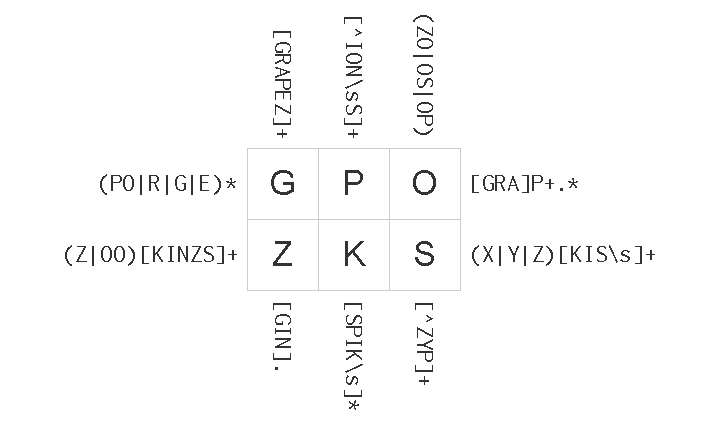 [GRAPEZ]+
[^ION\sS]+
(ZO|OS|OP)
(PO|R|G|E)*
G P O
[GRA]P+.*
(Z|OO)[KINZS]+
Z K S
(X|Y|Z)[KIS\s]+
[GIN].
[SPIK\s]*
[^ZYP]+